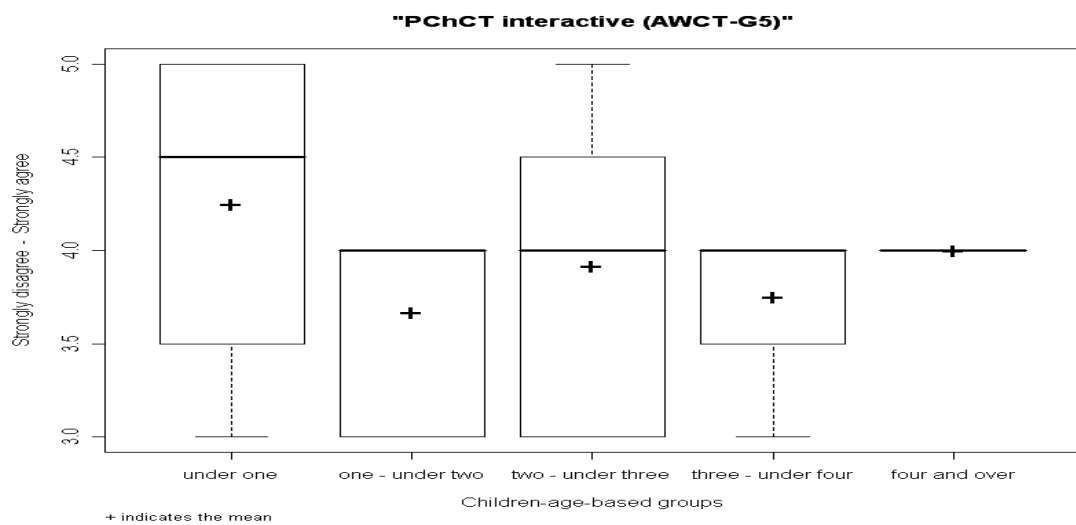 "PChCT interactive (AWCT-G5)"
Strongly disagree - Strongly agree
5.0
4.5
4.0
3.5
3.0
under one
one - under two
two - under three
three - under four
four and over
Children-age-based groups
+ indicates the mean